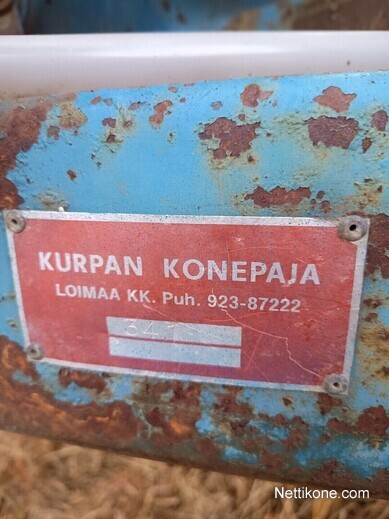 KURPAN KONEPAJA
LOIMAA KK. Puh. 923-87222
Nettikone.com